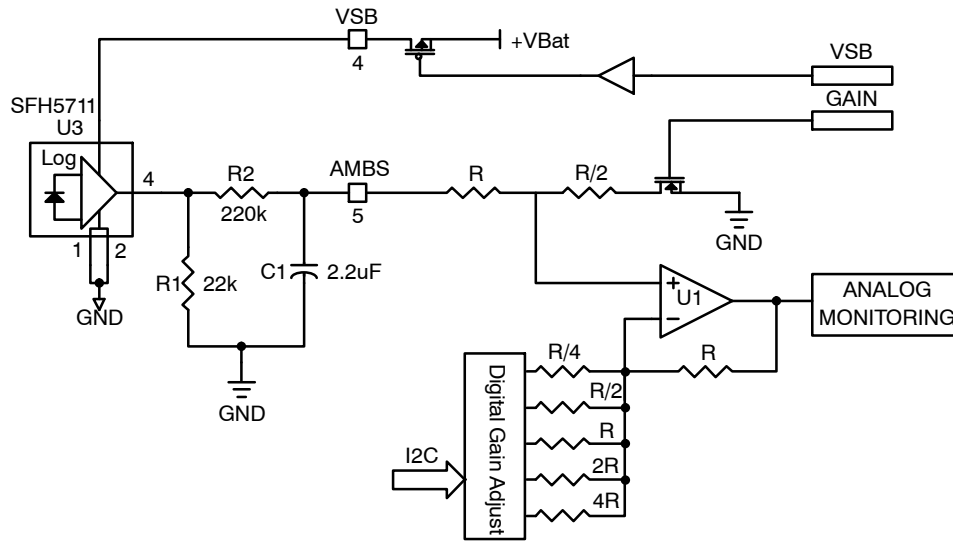 VSB
4
+VBat
VSB
GAIN
SFH5711
U3
Log
4
R2
220k
AMBS
5
R
R/2
GND
1
2
GND
R1
22k
C1
2.2uF
GND
+
−
U1
ANALOG
MONITORING
R
R/4
R/2
R
2R
4R
Digital Gain Adjust
I2C